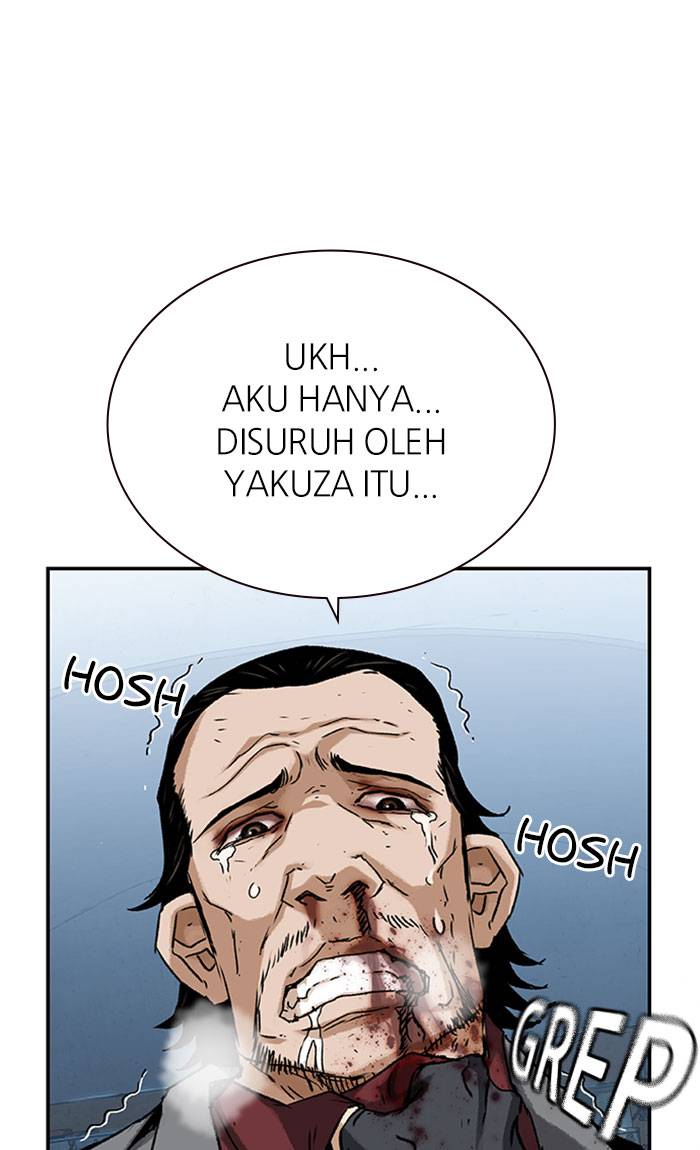 UKH...
AKU HANYA...
DISURUH OLEH
YAKUZA ITU...
HOSH
HOSH
GREP